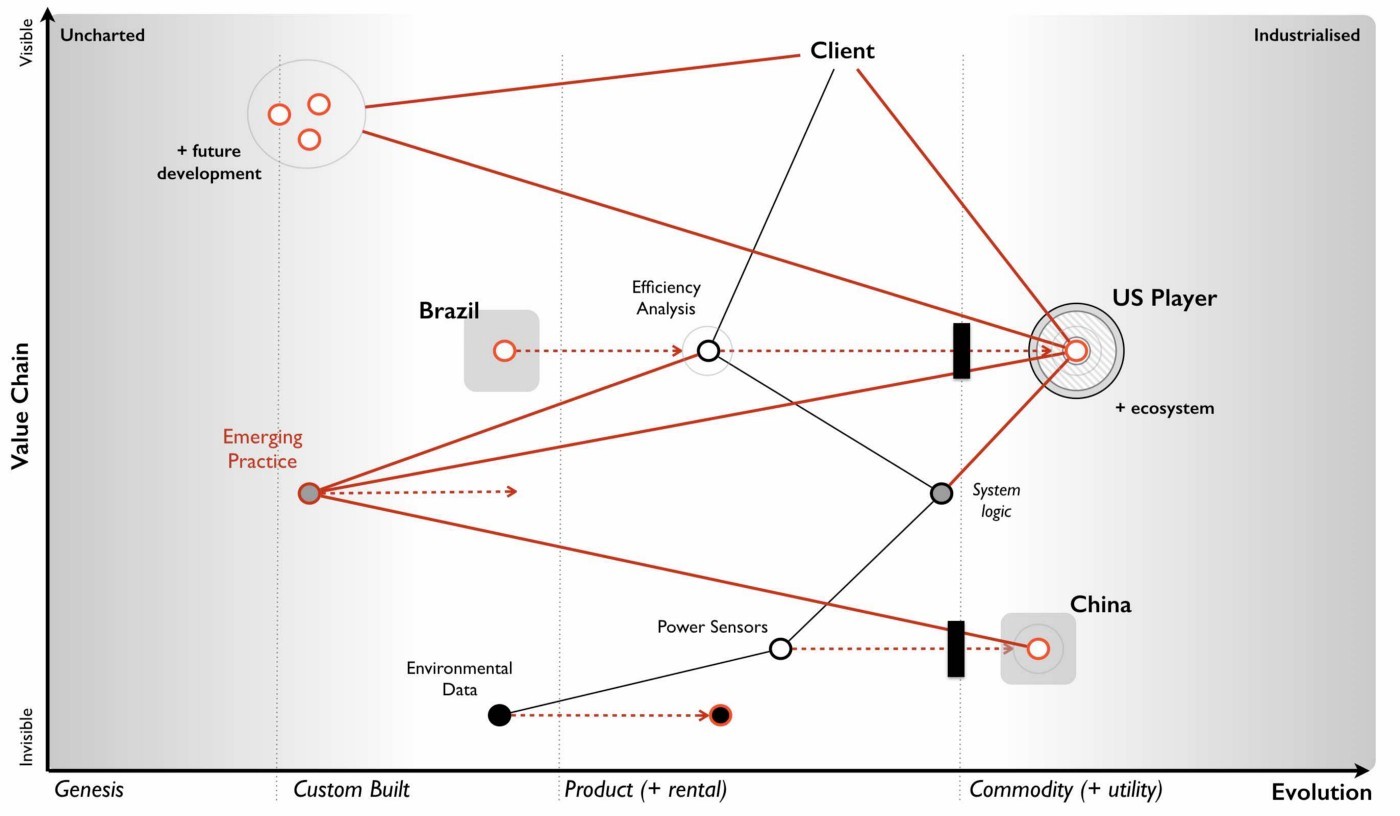 Visible
Uncharted
Client
Industrialised
+ future
development
Efficiency
Analysis
Brazil
US Player
+ ecosystem
Emerging
Practice
System
logic
Value Chain
China
Power Sensors
Environmental
Data
Invisible
Genesis
Custom Built
Product (+ rental)
Commodity (+ utility)
Evolution